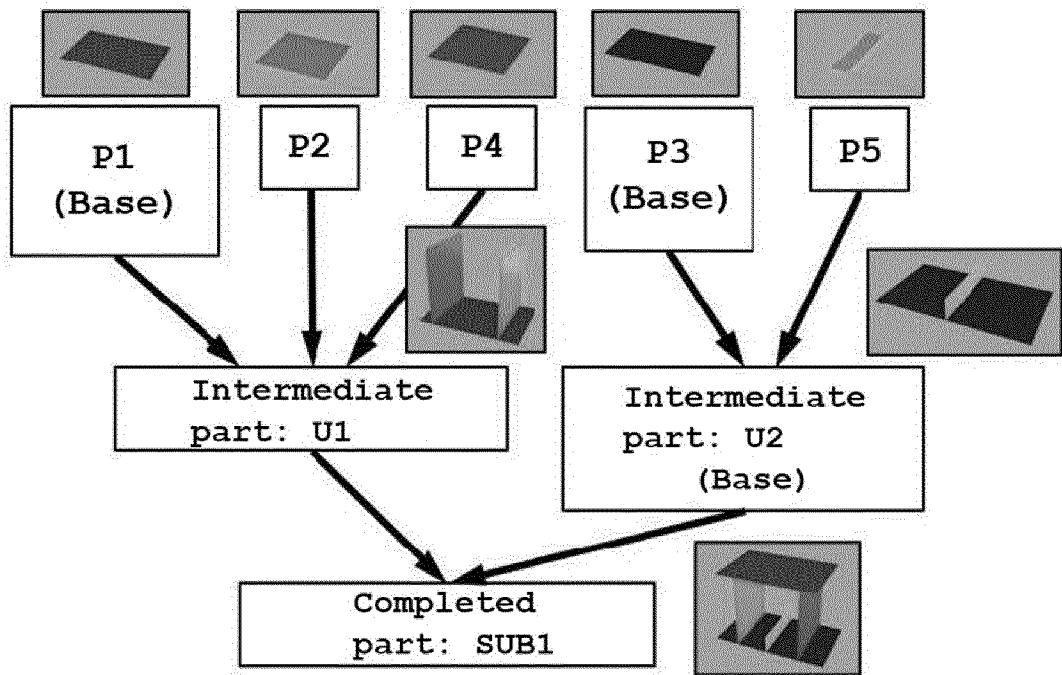 P1
(Base)
P2
P4
P3
(Base)
P5
Intermediate
part: U1
Intermediate
part: U2
(Base)
Completed
part: SUB1